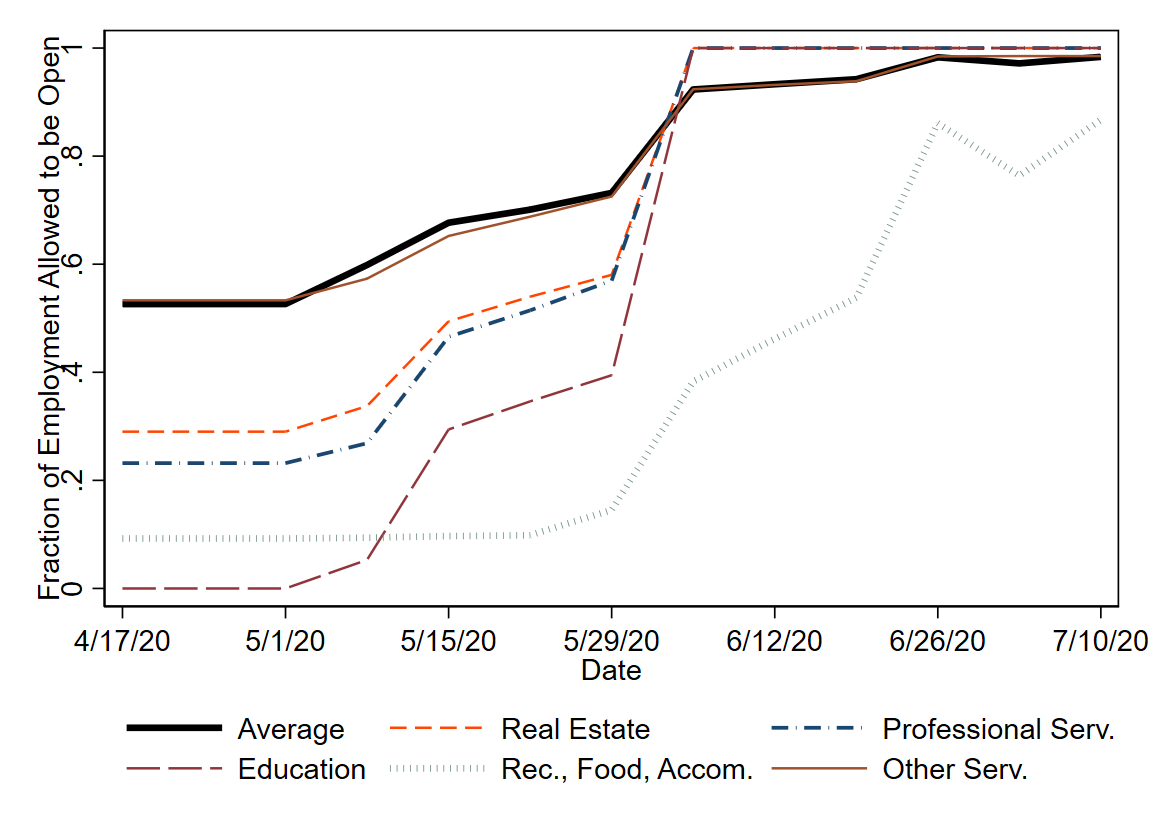 Fraction of Employment Allowed to be Open
1
.8
.6
.4
.2
0
4/17/20 5/1/20 5/15/20 5/29/20 6/12/20 6/26/20 7/10/20
Date
Average Real Estate Professional Serv.
Education Rec., Food, Accom. Other Serv.